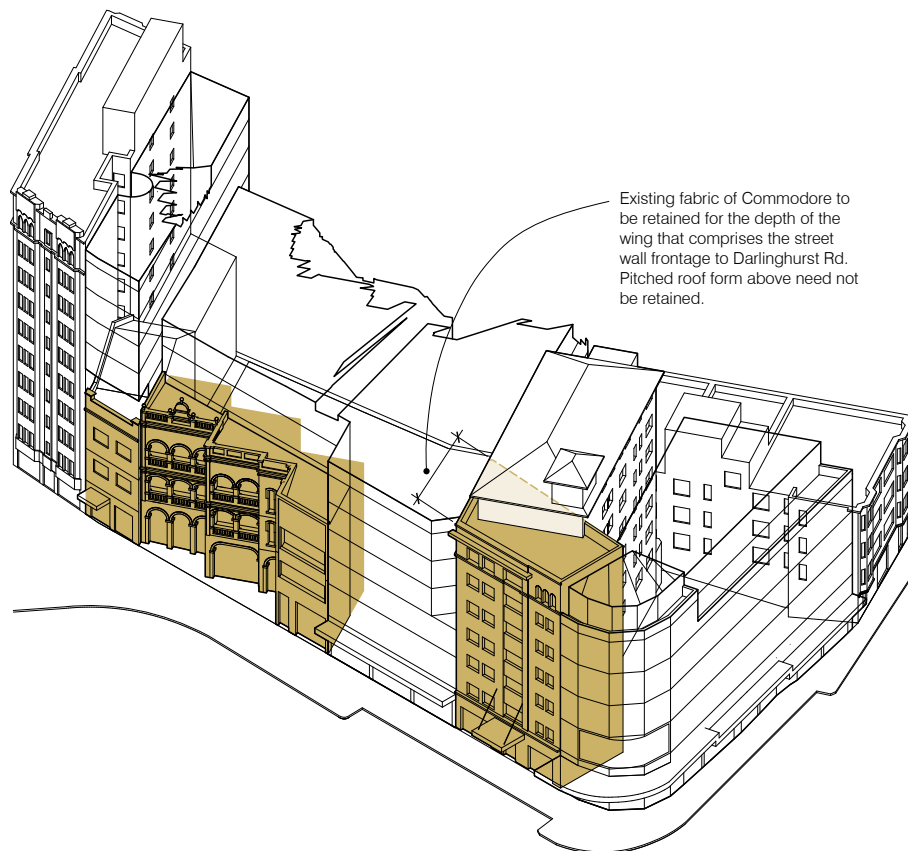 Existing fabric of Commodore to
be retained for the depth of the
wing that comprises the street
wall frontage to Darlinghurst Rd.
Pitched roof form above need not
be retained.